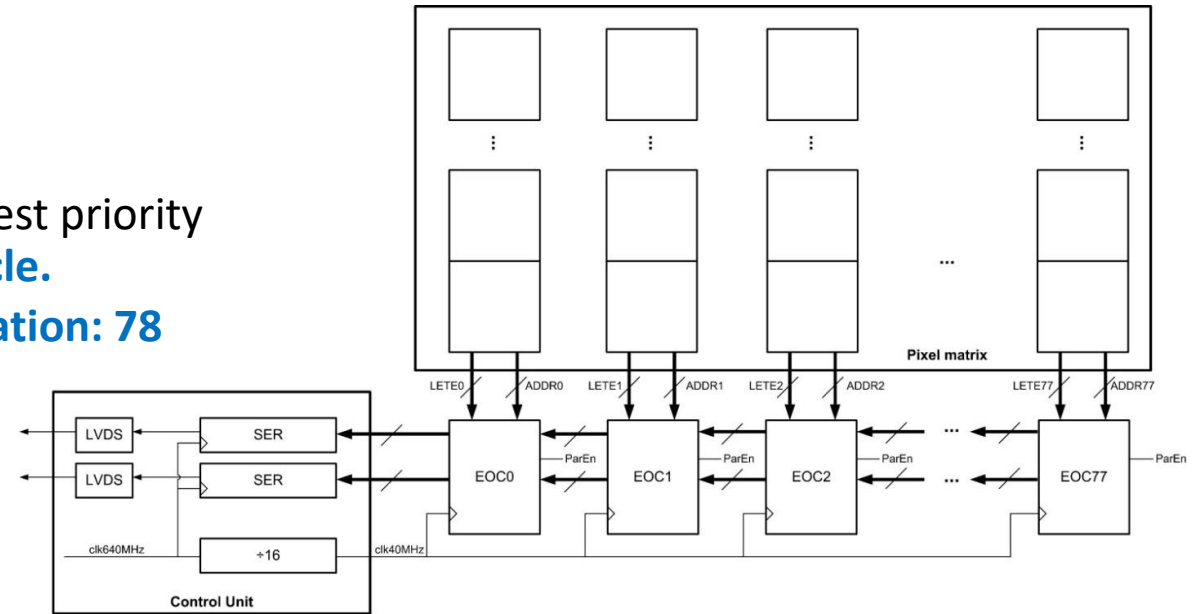 est priority
cle.
ation: 78
...
...
...
...
...
Pixel matrix
LETE0 ADDR0 LETE1 ADDR1 LETE2 ADDR2 LETE77 ADDR77
LVDS SER EOC0 ParEn EOC1 ParEn EOC2 ParEn ... EOC77 ParEn
LVDS SER ...
clk640MHz ÷16 clk40MHz
Control Unit